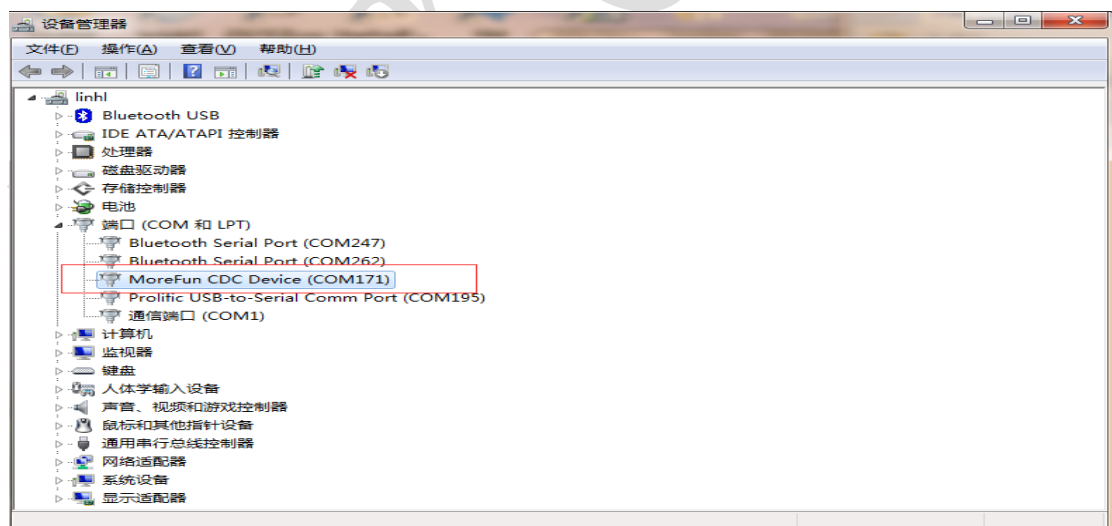 设备管理器
文件(F) 操作(A) 查看(V) 帮助(H)
linhl
Bluetooth USB
IDE ATA/ATAPI 控制器
处理器
磁盘驱动器
存储控制器
电池
端口 (COM 和 LPT)
Bluetooth Serial Port (COM247)
Bluetooth Serial Port (COM262)
MoreFun CDC Device (COM171)
Prolific USB-to-Serial Comm Port (COM195)
通信端口 (COM1)
计算机
监视器
键盘
人体学输入设备
声音、视频和游戏控制器
鼠标和其他指针设备
通用串行总线控制器
网络适配器
系统设备
显示适配器